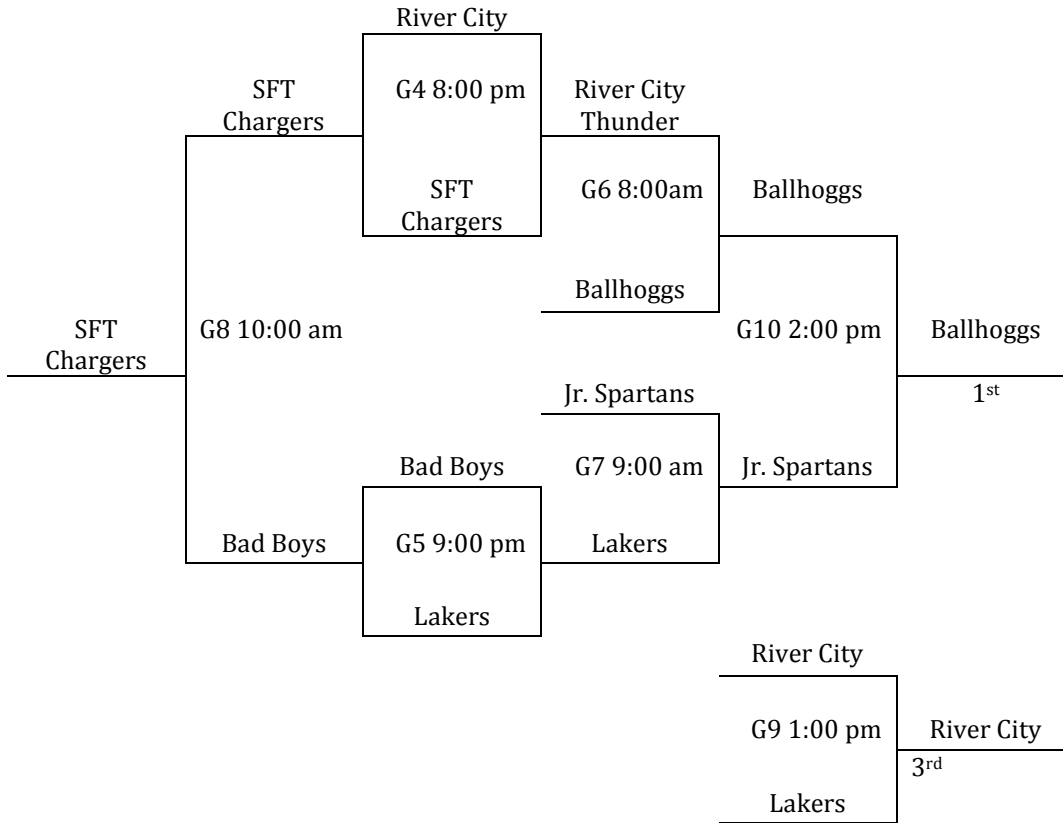 River City
SFT
Chargers
G4 8:00 pm
River City
Thunder
SFT
Chargers
G6 8:00am
Ballhoggs
Ballhoggs
SFT
Chargers
G8 10:00 am
G10 2:00 pm
Ballhoggs
1st
Jr. Spartans
Bad Boys
G7 9:00 am
Jr. Spartans
Bad Boys
G5 9:00 pm
Lakers
Lakers
River City
G9 1:00 pm
River City
3rd
Lakers